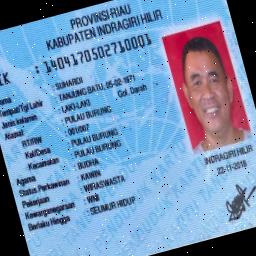 PROVINSI RIAU
KABUPATEN INDRAGIRI HILIR
IK : 1404170502710001
Nama : SUHARDI
Tempat/Tgl Lahir : TANJUNG BATU, 05-02-1971
Jenis kelamin : LAKI-LAKI Gol. Darah
Alamat : PULAU BURUNG
RT/RW : 001/007
Kel/Desa : PULAU BURUNG
Kecamatan : PULAU BURUNG
Agama : BUDHA
Status Perkawinan : KAWIN
Pekerjaan : WIRASWASTA
Kewarganegaraan : WNI
Berlaku Hingga : SEUMUR HIDUP
INDRAGIRI HILIR
22-11-2018